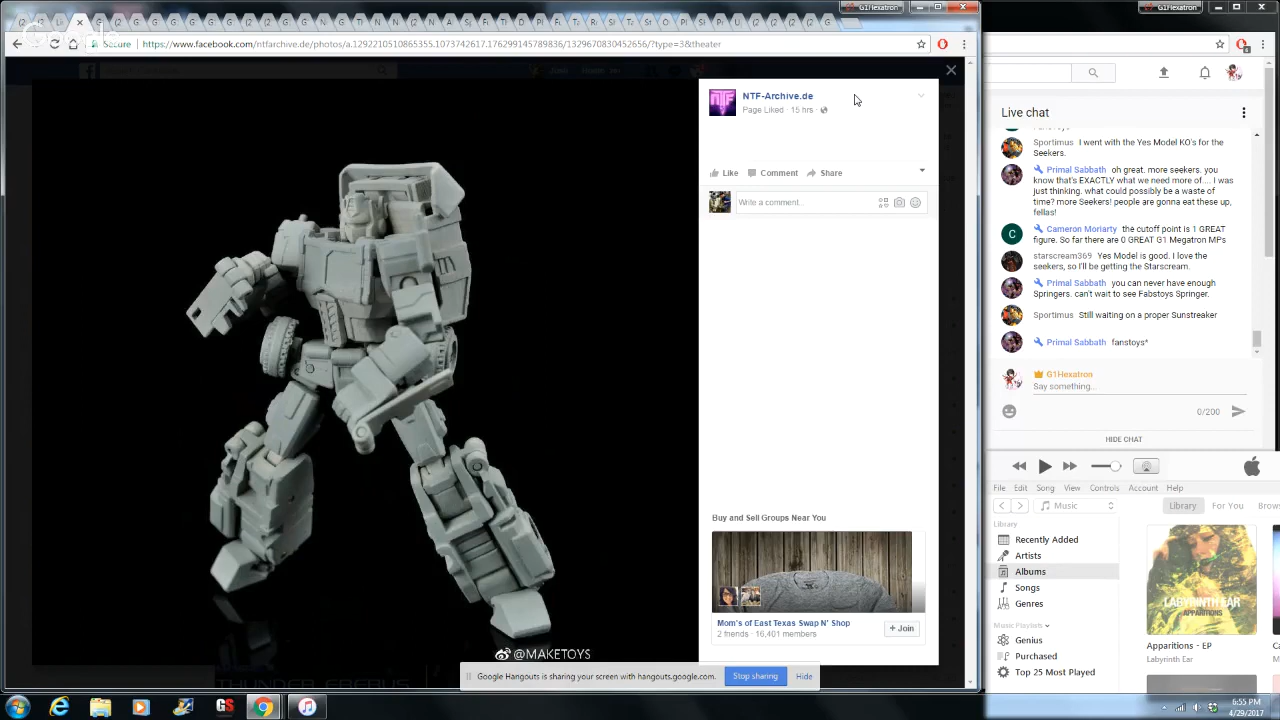 G1Hexatron
G1Hexatron
Google
Secure
https://www.facebook.com/ntfarchive.de/photos/a.1292210510865355.1073742617.176299145789836/1329670830452656/?type=3&theater
NTF-Archive.de
Page Liked · 15 hrs ·
Like
Comment
Share
Write a comment...
Buy and Sell Groups Near You
Mom's of East Texas Swap N' Shop
2 friends · 16,401 members
+ Join
@MAKETOYS
THUNDER EREBUS
Google Hangouts is sharing your screen with hangouts.google.com.
Stop sharing
Hide
Live chat
Sportimus I went with the Yes Model KO's for the
Seekers.
Primal Sabbath oh great. more seekers. you
know that's EXACTLY what we need more of.... I was
just thinking. what could possibly be a waste of
time? more Seekers! people are gonna eat these up,
fellas!
C
Cameron Moriarty the cutoff point is 1 GREAT
figure. So far there are 0 GREAT G1 Megatron MPs
starscream369 Yes Model is good. I love the
seekers, so I'll be getting the Starscream.
Primal Sabbath you can never have enough
Springers. can't wait to see Fabstoys Springer.
Sportimus Still waiting on a proper Sunstreaker
Primal Sabbath fanstoys*
G1Hexatron
Say something...
0/200
HIDE CHAT
File Edit Song View Controls Account Help
Music
Library
For You
Brows
Library
Recently Added
Artists
Albums
Songs
Genres
Music Playlists
Genius
Purchased
Top 25 Most Played
LABYRINTH EAR
APPARITIONS
Apparitions - EP
Labyrinth Ear
GS
6:55 PM
4/29/2017